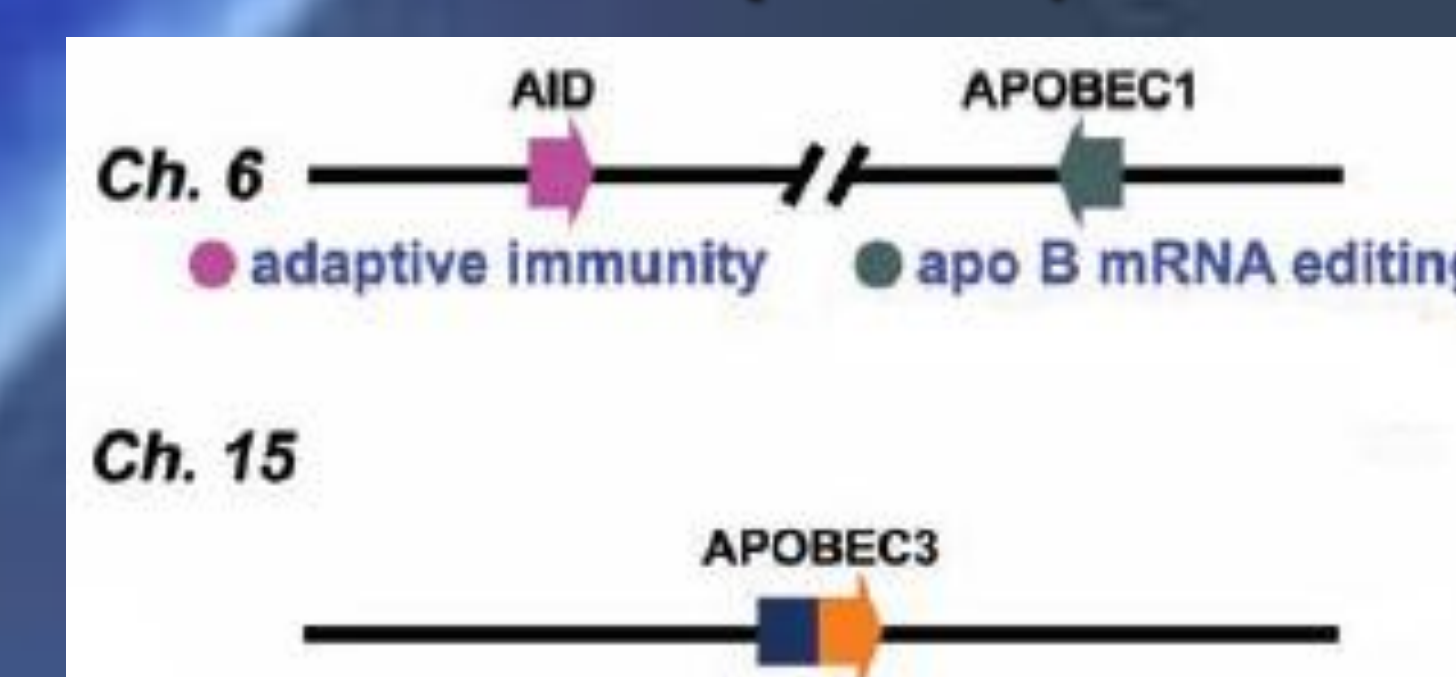 AID APOBEC1
Ch. 6
adaptive immunity apo B mRNA editing
Ch. 15
APOBEC3